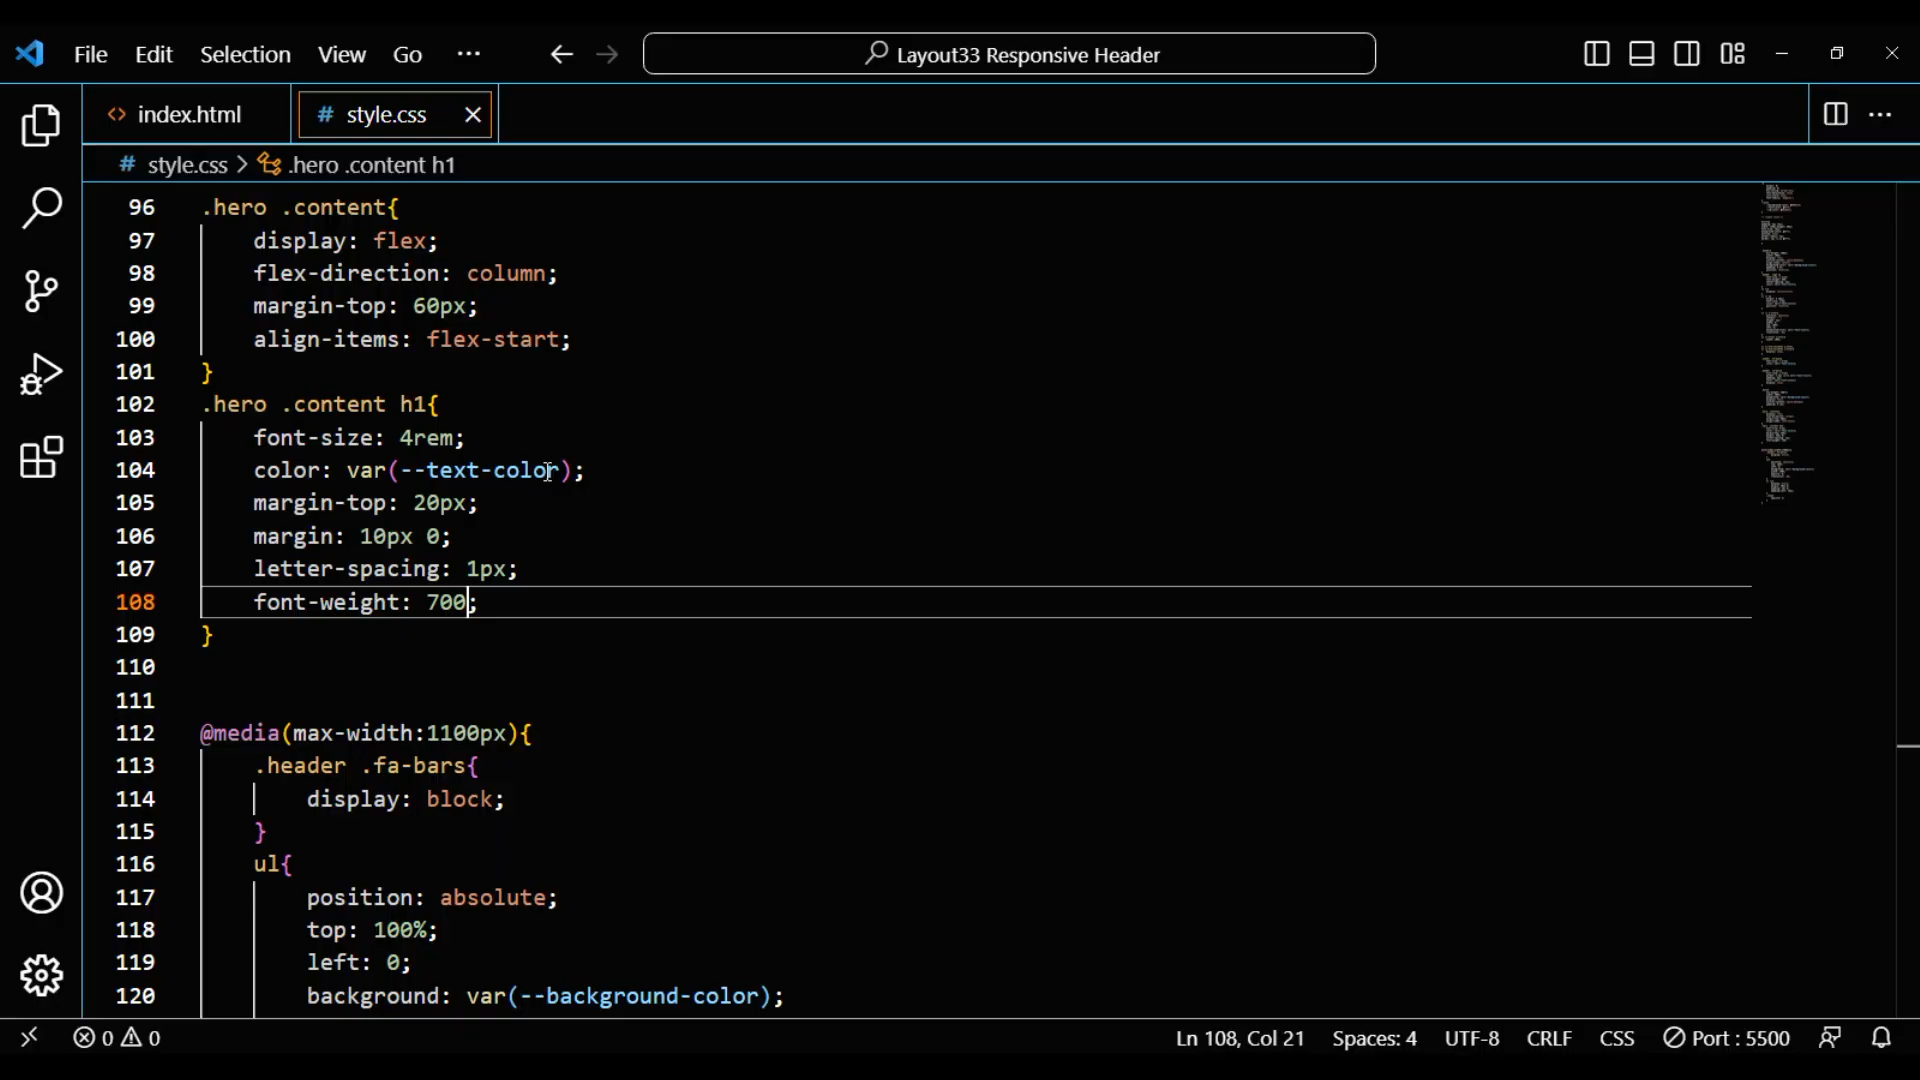 File Edit Selection View Go ··· Layout33 Responsive Header
<> index.html # style.css
# style.css > .hero .content h1
96 .hero .content{
97 display: flex;
98 flex-direction: column;
99 margin-top: 60px;
100 align-items: flex-start;
101 }
102 .hero .content h1{
103 font-size: 4rem;
104 color: var(--text-color);
105 margin-top: 20px;
106 margin: 10px 0;
107 letter-spacing: 1px;
108 font-weight: 700;
109 }
110
111
112 @media(max-width:1100px){
113 .header .fa-bars{
114 display: block;
115 }
116 ul{
117 position: absolute;
118 top: 100%;
119 left: 0;
120 background: var(--background-color);
0 0 Ln 108, Col 21 Spaces: 4 UTF-8 CRLF CSS Port : 5500